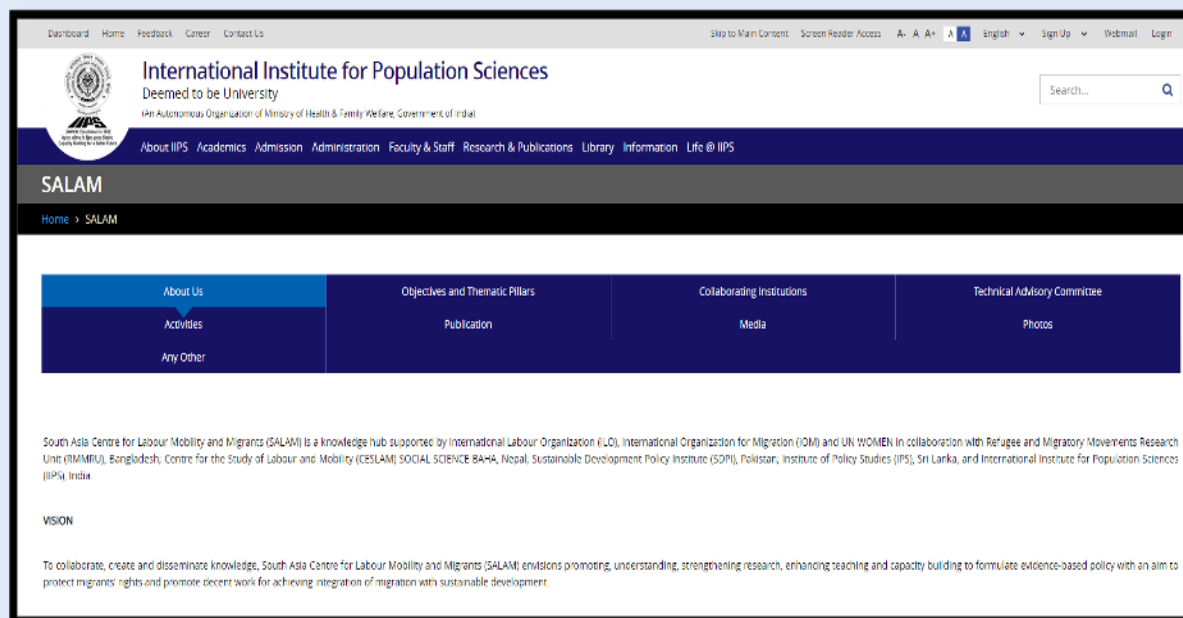 Dashboard Home Feedback Career Contact Us
Skip to Main Content Screen Reader Access A- A A+ A A English Sign Up Webmail Login
International Institute for Population Sciences
Deemed to be University
(An Autonomous Organization of Ministry of Health & Family Welfare, Government of India)
Search...
IIPS
Capacity Building for a Better Future
About IIPS Academics Admission Administration Faculty & Staff Research & Publications Library Information Life @ IIPS
SALAM
Home › SALAM
About Us Objectives and Thematic Pillars Collaborating Institutions Technical Advisory Committee
Activities Publication Media Photos
Any Other
South Asia Centre for Labour Mobility and Migrants (SALAM) is a knowledge hub supported by International Labour Organization (ILO), International Organization for Migration (IOM) and UN WOMEN in collaboration with Refugee and Migratory Movements Research
Unit (RMMRU), Bangladesh; Centre for the Study of Labour and Mobility (CESLAM) SOCIAL SCIENCE BAHA, Nepal; Sustainable Development Policy Institute (SDPI), Pakistan; Institute of Policy Studies (IPS), Sri Lanka, and International Institute for Population Sciences
(IIPS), India.
VISION
To collaborate, create and disseminate knowledge, South Asia Centre for Labour Mobility and Migrants (SALAM) envisions promoting, understanding, strengthening research, enhancing teaching and capacity building to formulate evidence-based policy with an aim to
protect migrants' rights and promote decent work for achieving integration of migration with sustainable development.